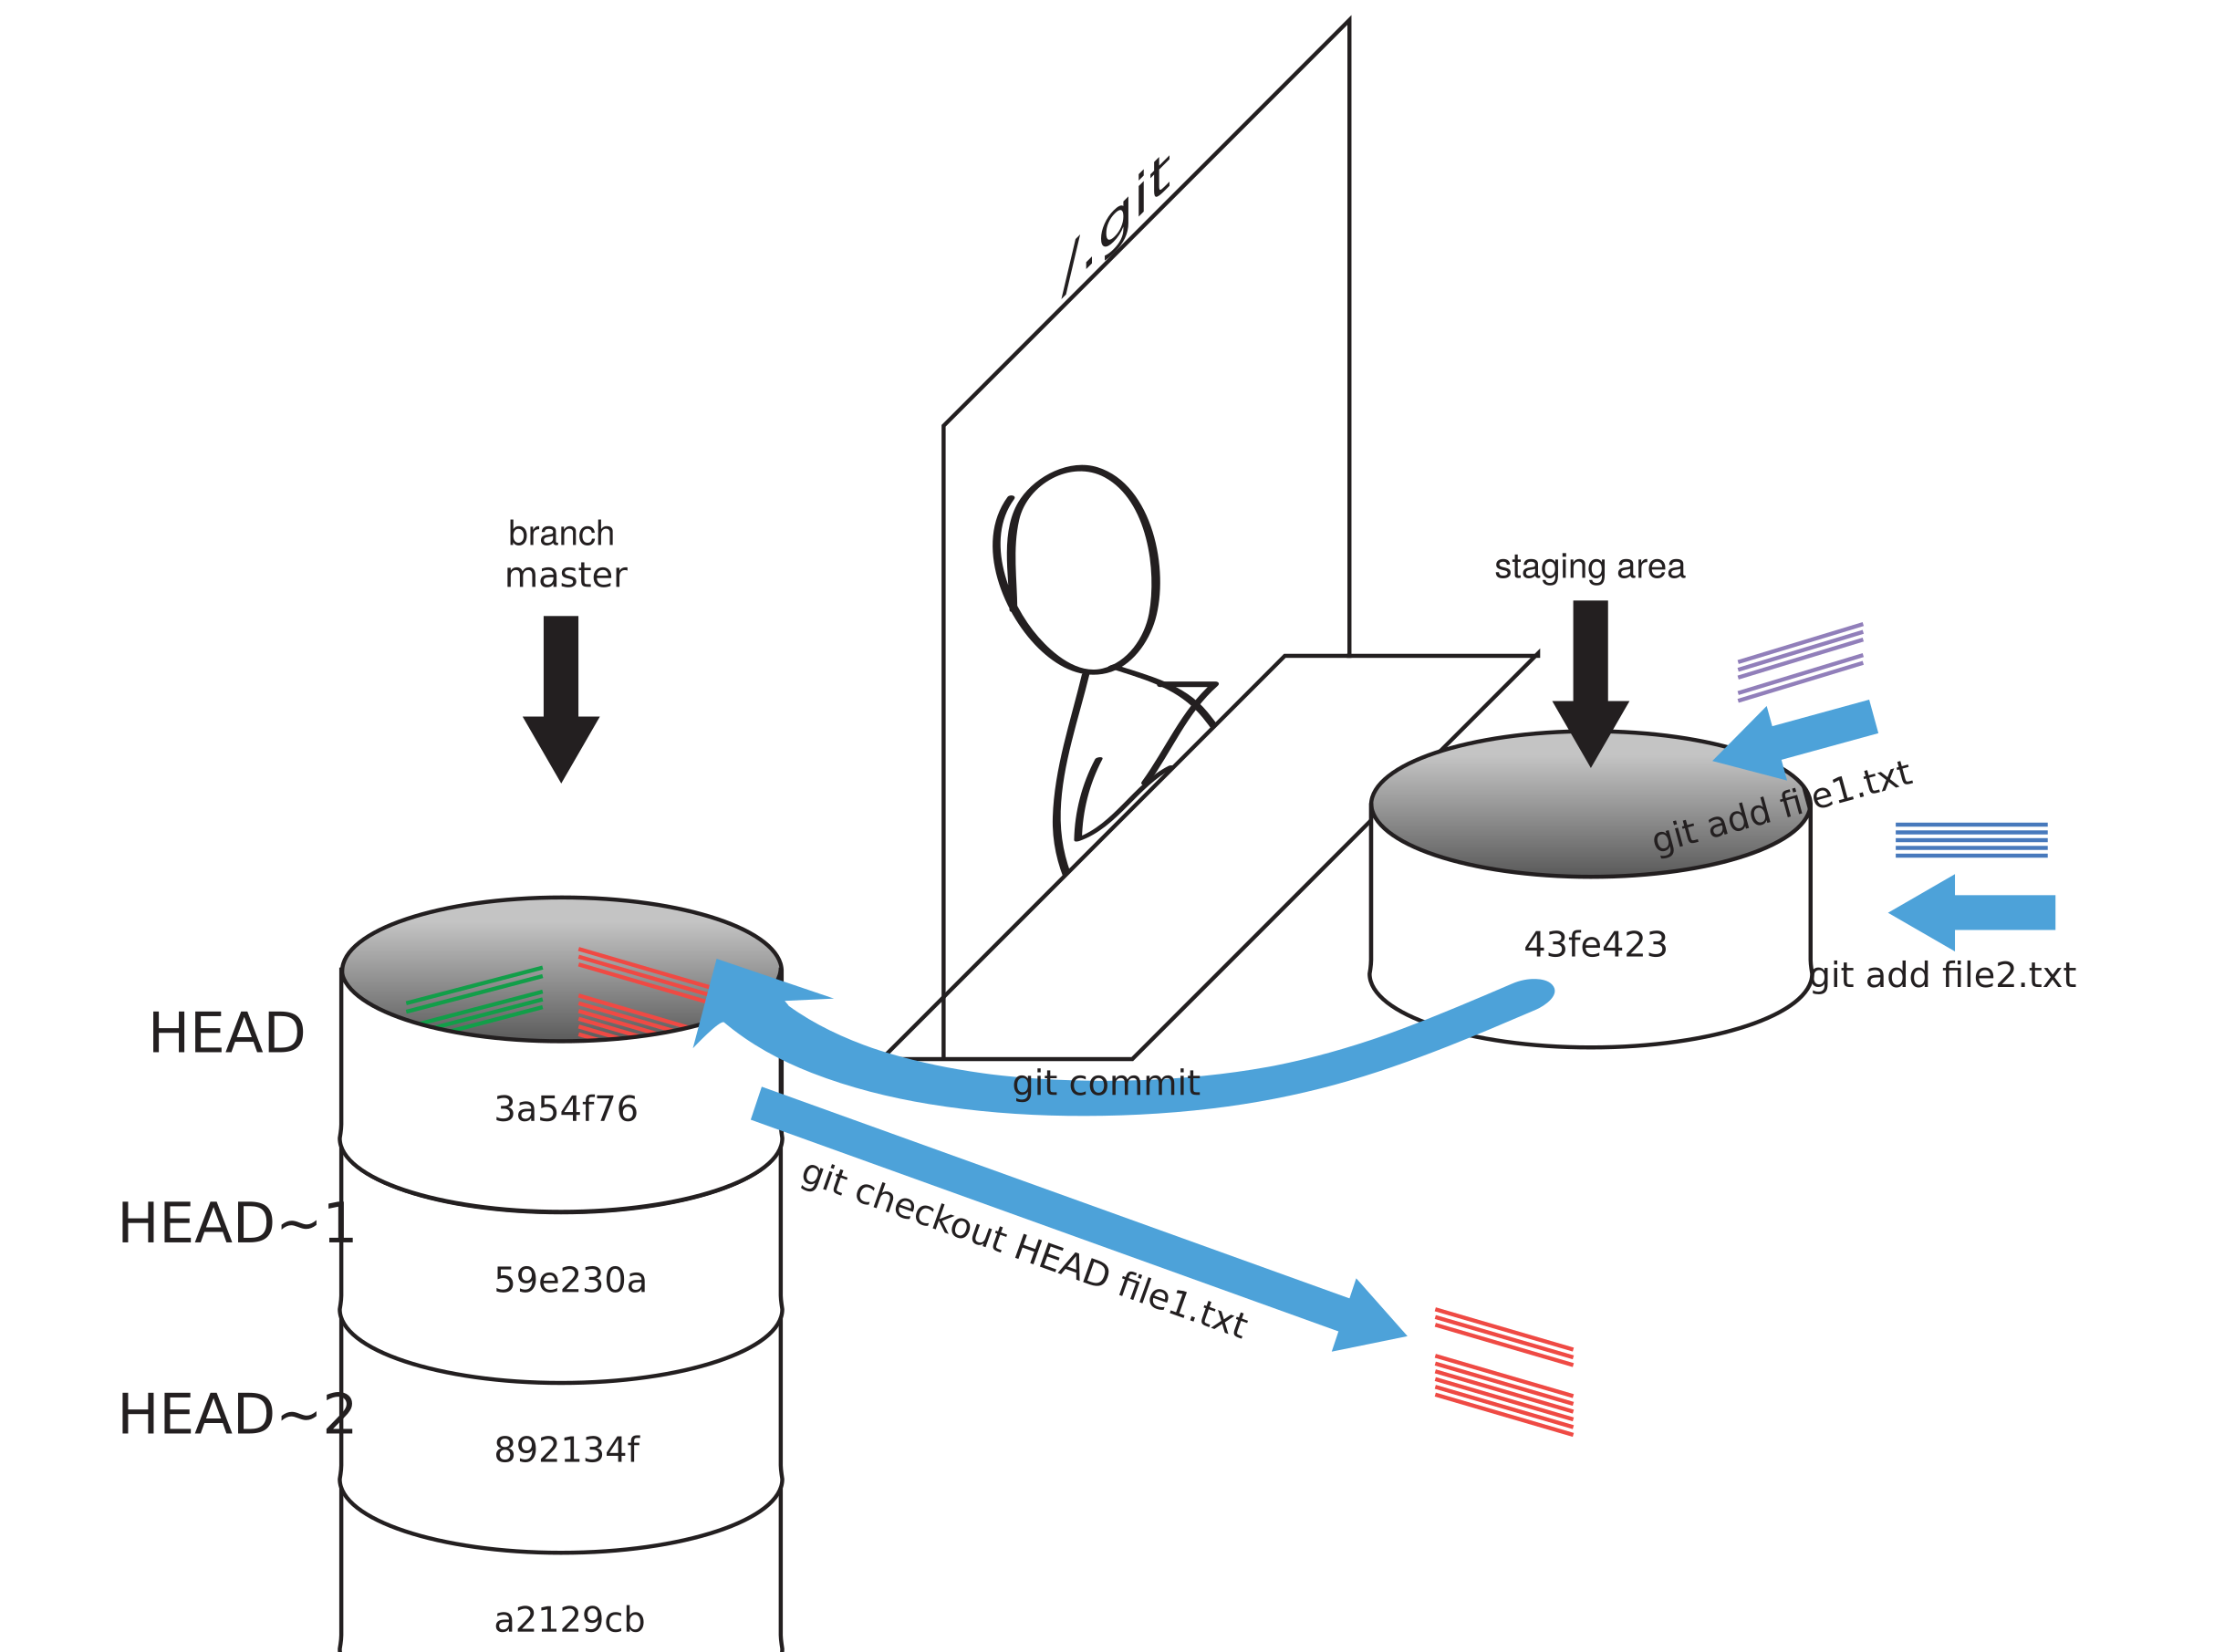 /.git
branch
master
staging area
git add file1.txt
43fe423
git add file2.txt
HEAD
3a54f76
git commit
git checkout HEAD file1.txt
HEAD~1
59e230a
HEAD~2
892134f
a2129cb